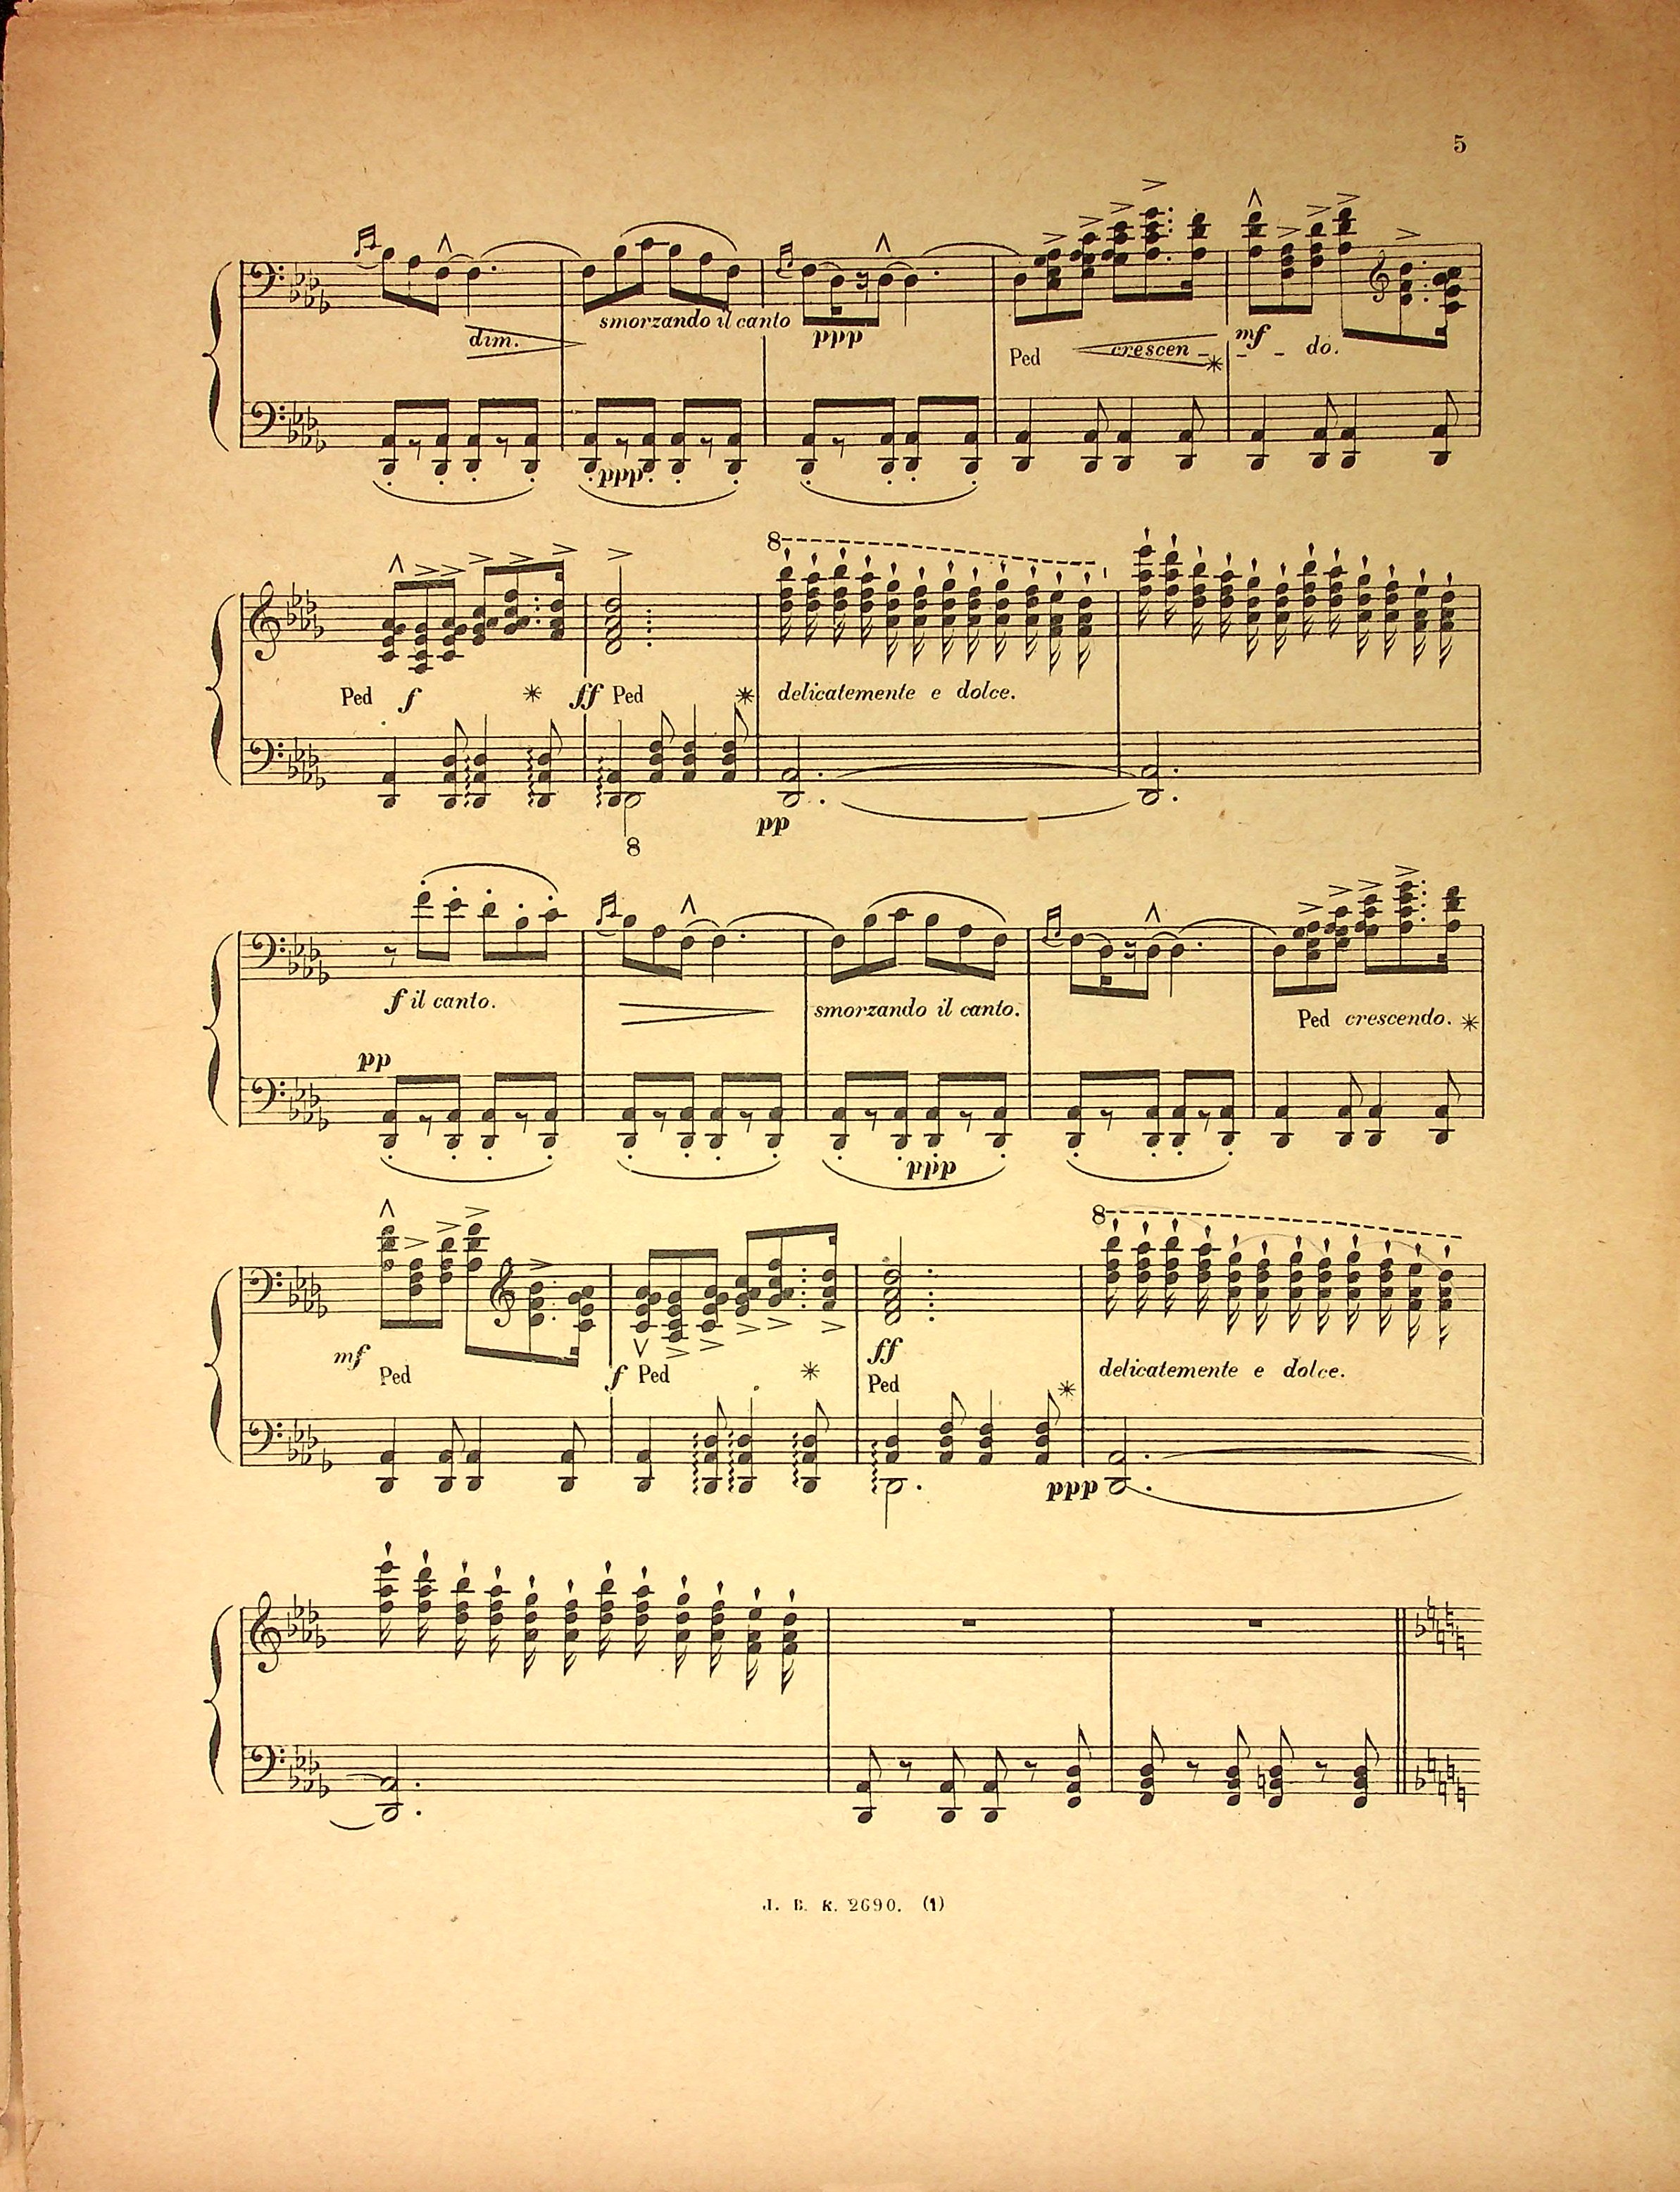 5
dim.
smorzando il canto
ppp
Ped
crescen - - - do.
mf
ppp
8
Ped f
ff Ped
delicatemente e dolce.
8
pp
f il canto.
smorzando il canto.
Ped crescendo.
pp
ppp
8
mf
Ped
f Ped
ff
Ped
delicatemente e dolce.
ppp
J. B. K. 2690. (1)